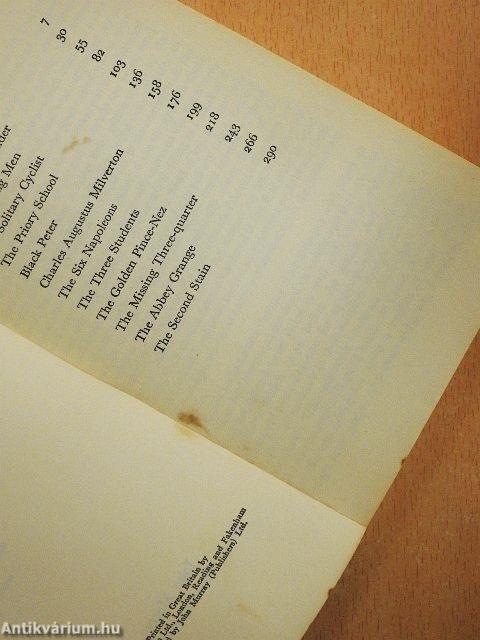 7
30
Men 55
Solitary Cyclist 82
The Priory School 103
Black Peter 136
Charles Augustus Milverton 158
The Six Napoleons 176
The Three Students 199
The Golden Pince-Nez 218
The Missing Three-quarter 243
The Abbey Grange 266
The Second Stain 290
Printed in Great Britain by
Ltd, London, Reading and Fakenham
by John Murray (Publishers) Ltd.
Antikvárium.hu